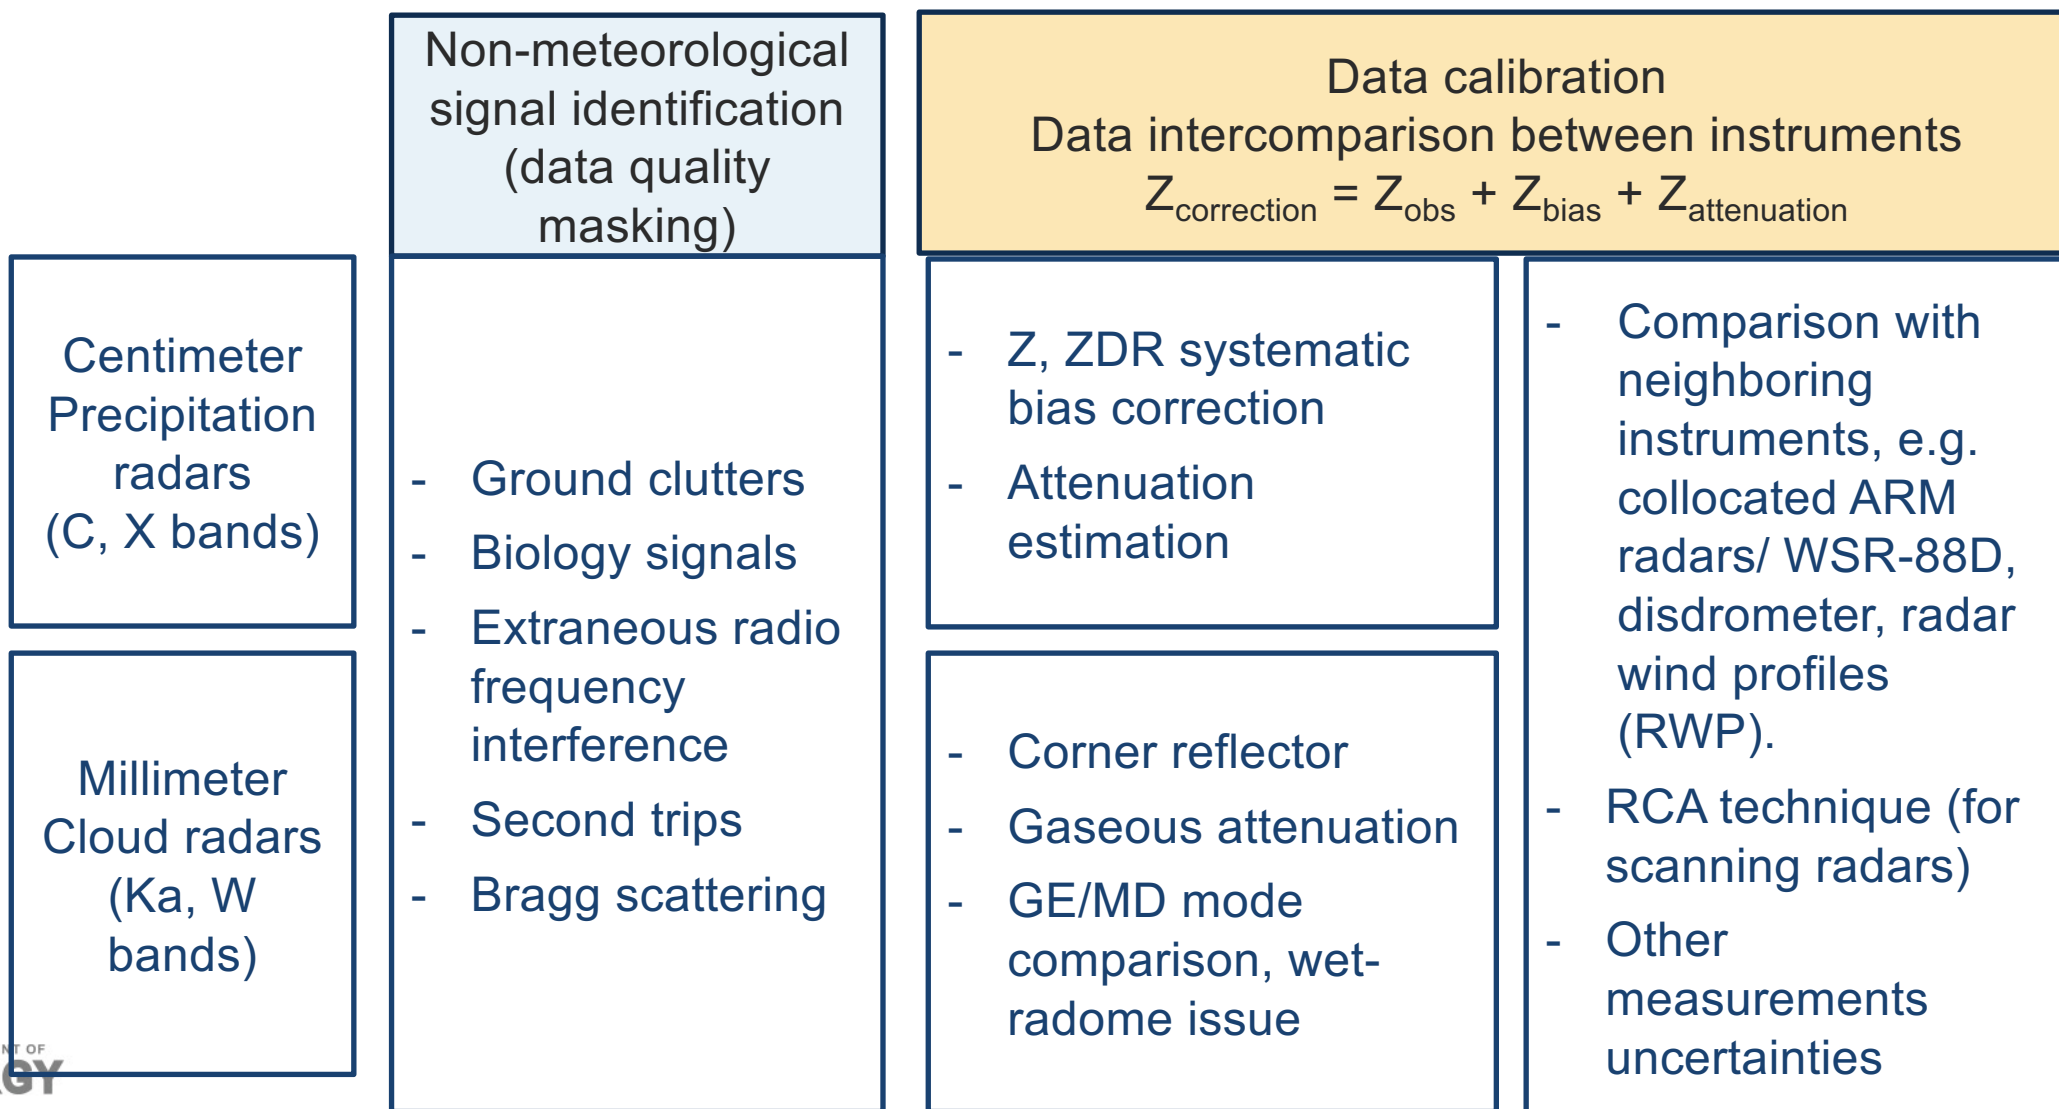 Non-meteorological
signal identification
(data quality
masking)
Data calibration
Data intercomparison between instruments
Zcorrection = Zobs + Zbias + Zattenuation
Centimeter
Precipitation
radars
(C, X bands)
Millimeter
Cloud radars
(Ka, W
bands)
- Ground clutters
- Biology signals
- Extraneous radio
frequency
interference
- Second trips
- Bragg scattering
- Z, ZDR systematic
bias correction
- Attenuation
estimation
- Corner reflector
- Gaseous attenuation
- GE/MD mode
comparison, wet-
radome issue
- Comparison with
neighboring
instruments, e.g.
collocated ARM
radars/ WSR-88D,
disdrometer, radar
wind profiles
(RWP).
- RCA technique (for
scanning radars)
- Other
measurements
uncertainties
NT OF
GY